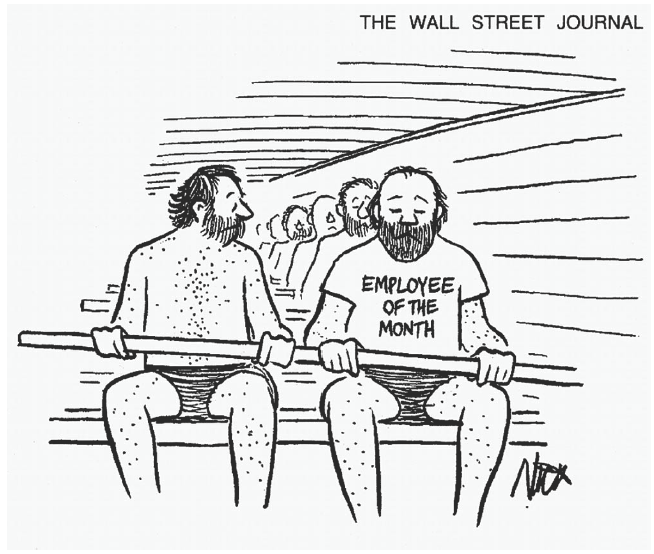 THE WALL STREET JOURNAL
EMPLOYEE
OF THE
MONTH